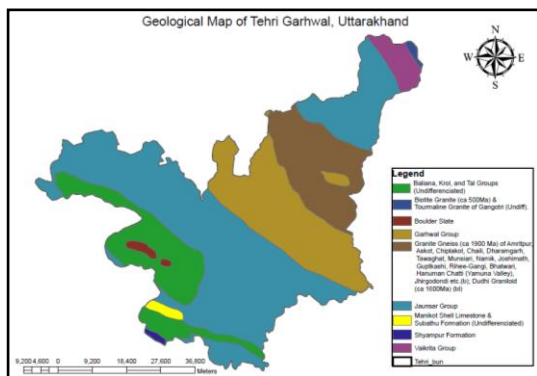 Geological Map of Tehri Garhwal, Uttarakhand
N
W
E
S
Legend
Baliana, Krol, and Tal Groups
(Undifferenciated)
Biotite Granite (ca 500Ma) &
Tourmaline Granite of Gangotri (Undiff).
Boulder Slate
Garhwal Group
Granite Gneiss (ca 1900 Ma) of Amritpur,
Askot, Chiplakot, Chaili, Dharamgarh,
Tawaghat, Munsiari, Namik, Joshimath,
Guptkashi, Rihee-Gangi, Bhatwari,
Hanuman Chatti (Yamuna Valley),
Jhirgodondi etc.(b); Dudhi Granitoid
(ca 1600Ma) (bl)
Jaunsar Group
Manikot Shell Limestone &
Subathu Formation (Undifferenciated)
Shyampur Formation
Vaikrita Group
Tehri_bun
9,200 4,600 0 9,200 18,400 27,600 36,800
Meters